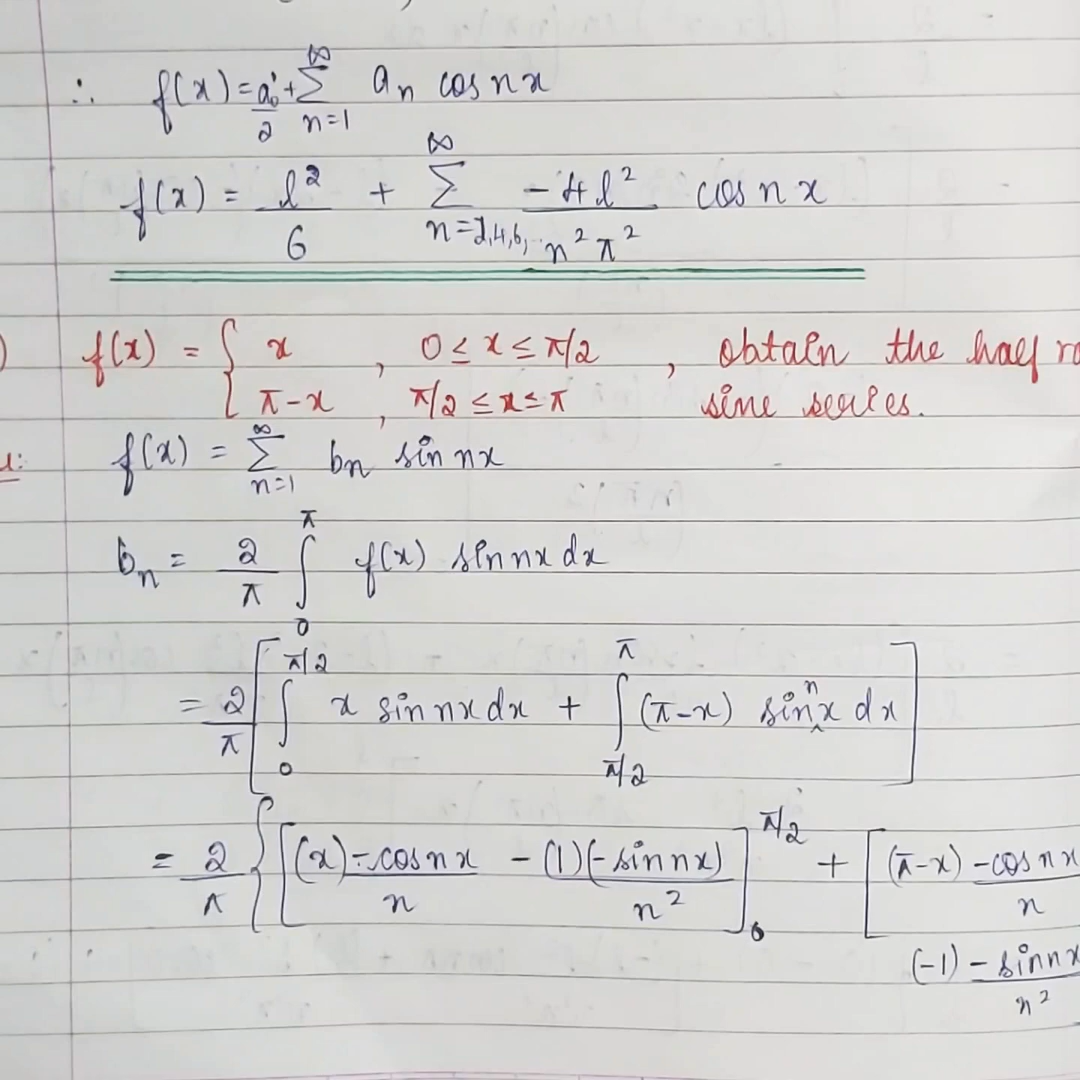 ∴ f(x) = a₀/2 + ∑_{n=1}^{∞} aₙ cos nx
f(x) = l²/6 + ∑_{n=2,4,6,..}^{∞} -4l²/n²π² cos nx
) f(x) = { x , 0 ≤ x ≤ π/2 , obtain the half
π-x , π/2 ≤ x ≤ π sine series.
f(x) = ∑_{n=1}^{∞} bn sin nx
bn = 2/π ∫_{0}^{π} f(x) sin nx dx
= 2/π [ ∫_{0}^{π/2} x sin nx dx + ∫_{π/2}^{π} (π-x) sin nx dx ]
= 2/π { [ (x) -cos nx/n - (1)(-sin nx)/n² ]_{0}^{π/2} + [ (π-x) -cos nx/n
(-1) -sin nx/n²